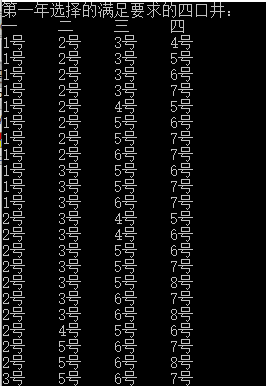 第一年选择的满足要求的四口井：
一 二 三 四
1号 2号 3号 4号
1号 2号 3号 5号
1号 2号 3号 6号
1号 2号 3号 7号
1号 2号 4号 5号
1号 2号 5号 6号
1号 2号 5号 7号
1号 2号 6号 7号
1号 3号 5号 6号
1号 3号 5号 7号
1号 3号 6号 7号
2号 3号 4号 5号
2号 3号 4号 6号
2号 3号 5号 6号
2号 3号 5号 7号
2号 3号 5号 8号
2号 3号 6号 7号
2号 3号 6号 8号
2号 4号 5号 6号
2号 5号 6号 7号
2号 5号 6号 8号
3号 5号 6号 7号